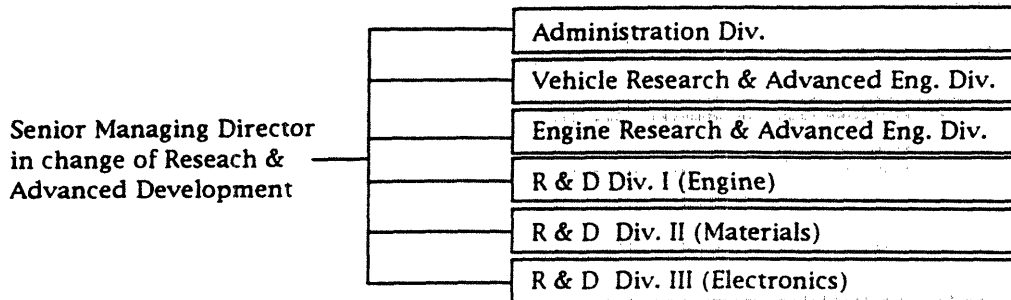 Administration Div.
Vehicle Research & Advanced Eng. Div.
Engine Research & Advanced Eng. Div.
Senior Managing Director
in change of Reseach &
Advanced Development
R & D Div. I (Engine)
R & D Div. II (Materials)
R & D Div. III (Electronics)